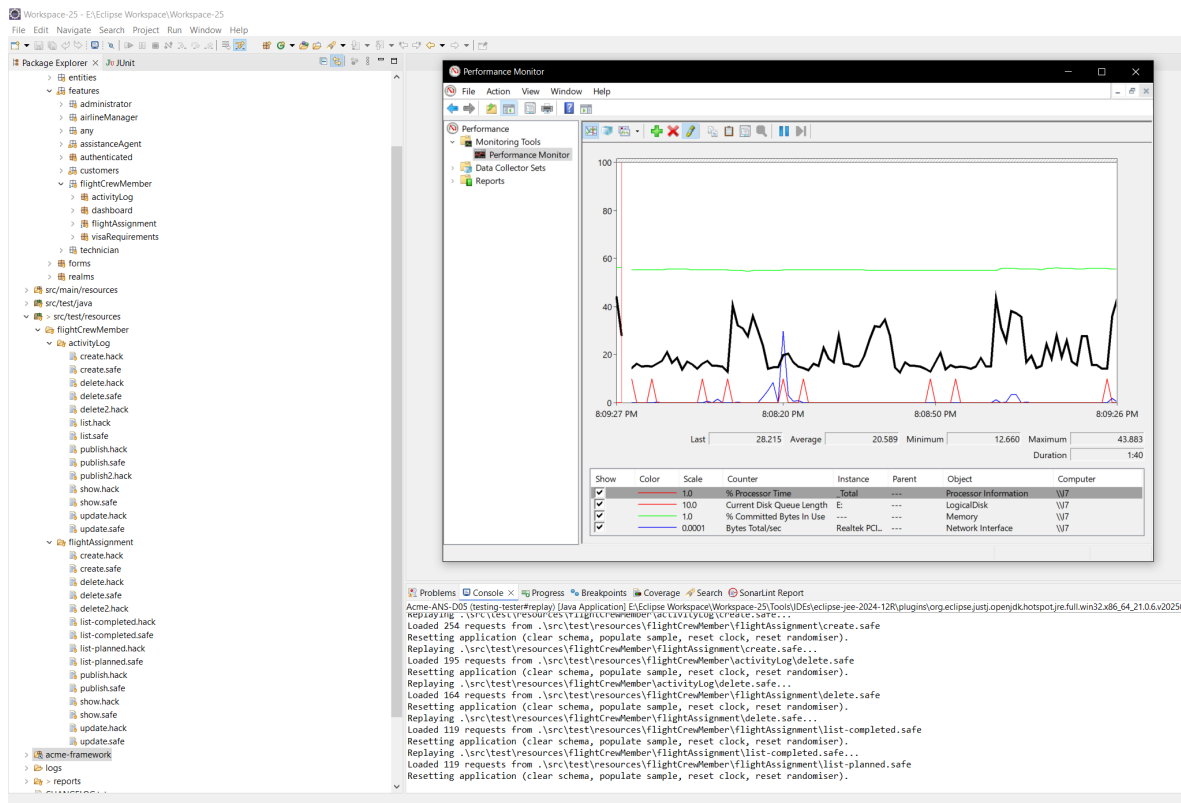 Workspace-25 - E:\Eclipse Workspace\Workspace-25
File Edit Navigate Search Project Run Window Help
Package Explorer × JUnit
entities
features
administrator
airlineManager
any
assistanceAgent
authenticated
customers
flightCrewMember
activityLog
dashboard
flightAssignment
visaRequirements
technician
forms
realms
src/main/resources
src/test/java
> src/test/resources
flightCrewMember
activityLog
create.hack
create.safe
delete.hack
delete.safe
delete2.hack
list.hack
list.safe
publish.hack
publish.safe
publish2.hack
show.hack
show.safe
update.hack
update.safe
flightAssignment
create.hack
create.safe
delete.hack
delete.safe
delete2.hack
list-completed.hack
list-completed.safe
list-planned.hack
list-planned.safe
publish.hack
publish.safe
show.hack
show.safe
update.hack
update.safe
acme-framework
logs
> reports
Performance Monitor
File Action View Window Help
Performance
Monitoring Tools
Performance Monitor
Data Collector Sets
Reports
100
80
60
40
20
0
8:09:27 PM 8:08:20 PM 8:08:50 PM 8:09:26 PM
Last 28.215 Average 20.589 Minimum 12.660 Maximum 43.883
Duration 1:40
Show Color Scale Counter Instance Parent Object Computer
1.0 % Processor Time _Total --- Processor Information \\I7
10.0 Current Disk Queue Length E: --- LogicalDisk \\I7
1.0 % Committed Bytes In Use --- --- Memory \\I7
0.0001 Bytes Total/sec Realtek PCI... --- Network Interface \\I7
Problems Console × Progress Breakpoints Coverage Search SonarLint Report
Acme-ANS-D05 (testing-tester#replay) [Java Application] E:\Eclipse Workspace\Workspace-25\Tools\IDEs\eclipse-jee-2024-12R\plugins\org.eclipse.justj.openjdk.hotspot.jre.full.win32.x86_64_21.0.6.v2025
Replaying .\src\test\resources\flightCrewMember\activityLog\create.safe...
Loaded 254 requests from .\src\test\resources\flightCrewMember\flightAssignment\create.safe
Resetting application (clear schema, populate sample, reset clock, reset randomiser).
Replaying .\src\test\resources\flightCrewMember\flightAssignment\create.safe...
Loaded 195 requests from .\src\test\resources\flightCrewMember\activityLog\delete.safe
Resetting application (clear schema, populate sample, reset clock, reset randomiser).
Replaying .\src\test\resources\flightCrewMember\activityLog\delete.safe...
Loaded 164 requests from .\src\test\resources\flightCrewMember\flightAssignment\delete.safe
Resetting application (clear schema, populate sample, reset clock, reset randomiser).
Replaying .\src\test\resources\flightCrewMember\flightAssignment\delete.safe...
Loaded 119 requests from .\src\test\resources\flightCrewMember\flightAssignment\list-completed.safe
Resetting application (clear schema, populate sample, reset clock, reset randomiser).
Replaying .\src\test\resources\flightCrewMember\flightAssignment\list-completed.safe...
Loaded 119 requests from .\src\test\resources\flightCrewMember\flightAssignment\list-planned.safe
Resetting application (clear schema, populate sample, reset clock, reset randomiser).